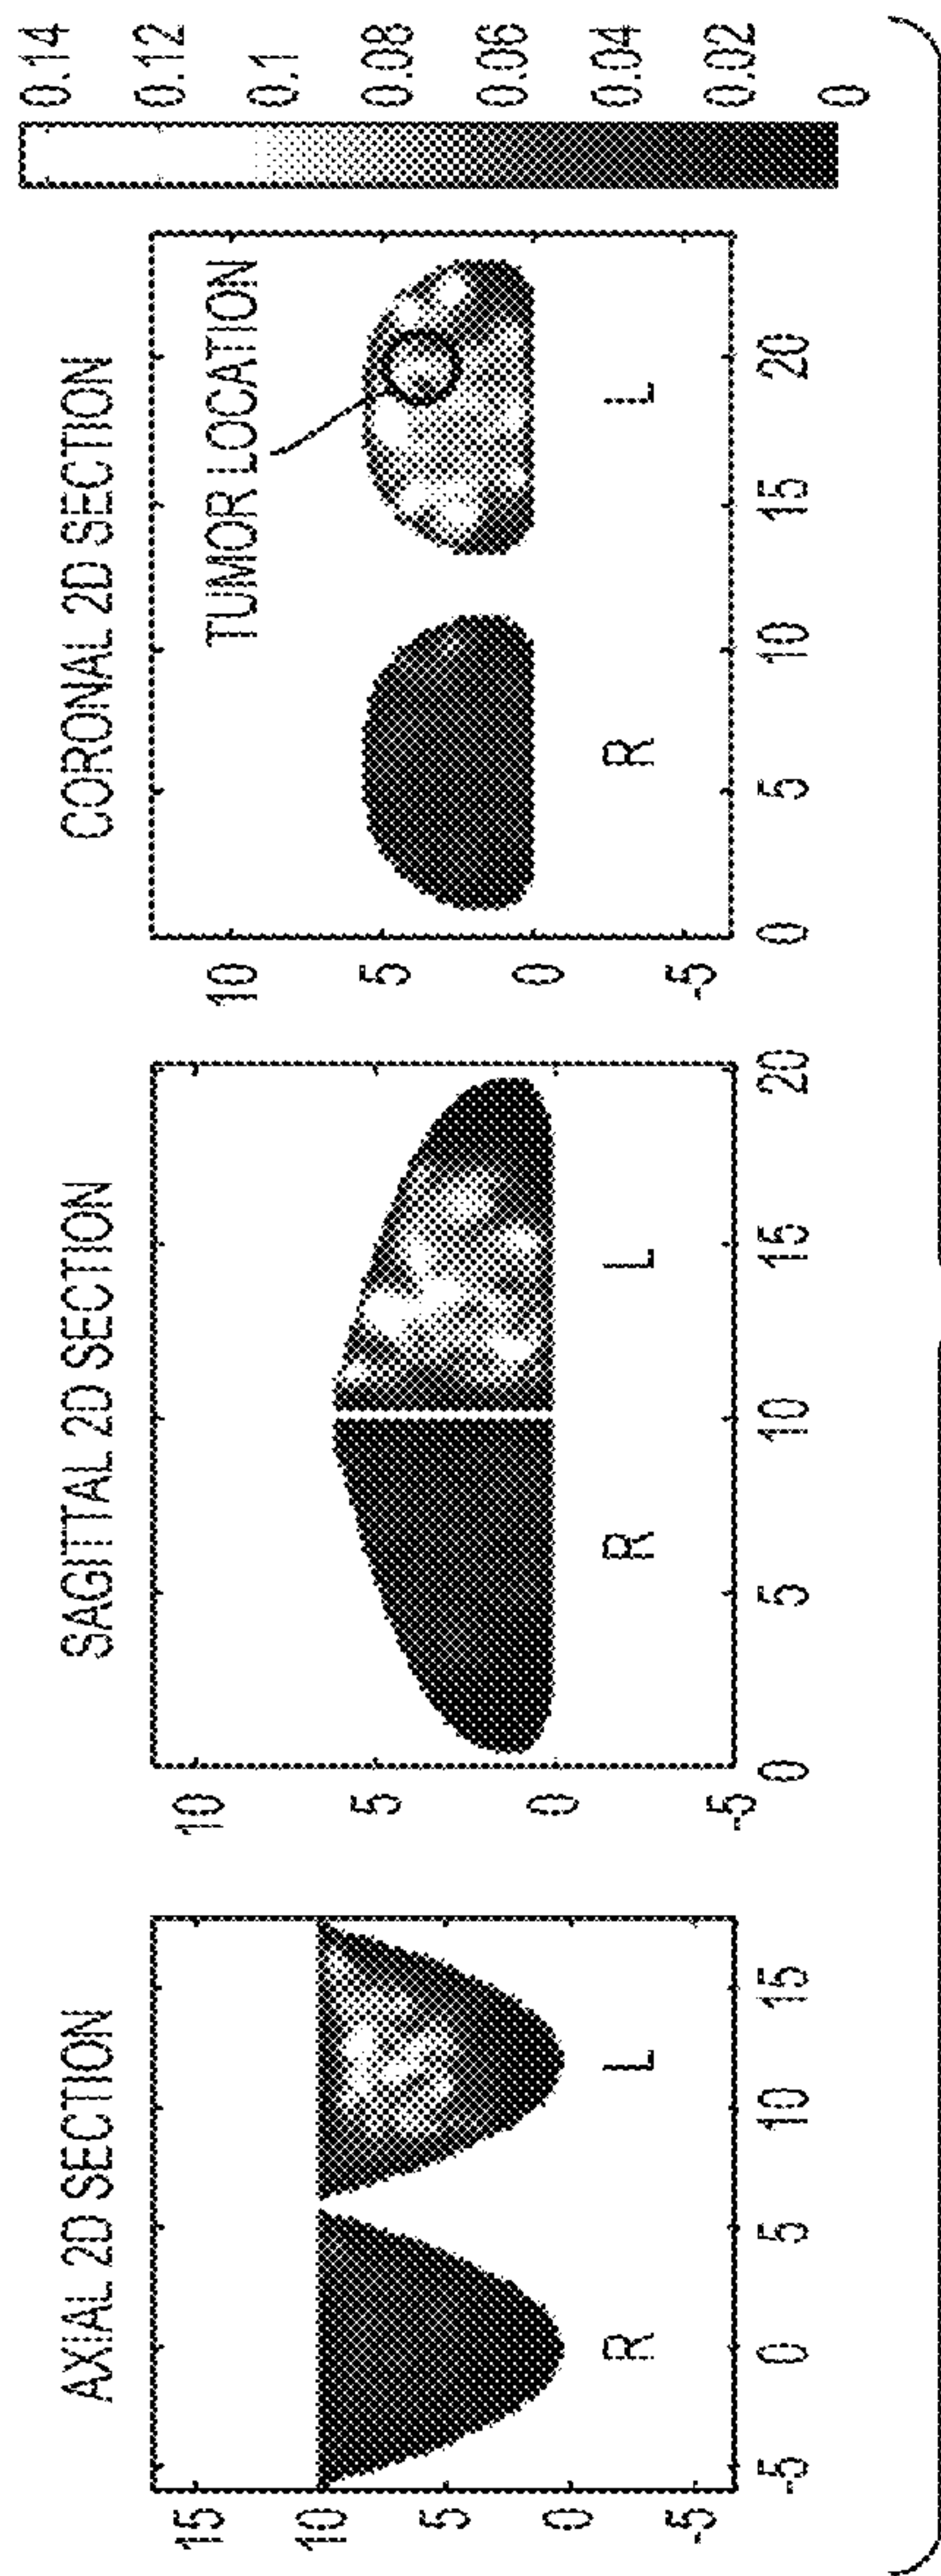 AXIAL 2D SECTION
15
10
5
0
-5
-5 0 5 10 15
R L
SAGITTAL 2D SECTION
10
5
0
-5
0 5 10 15 20
R L
CORONAL 2D SECTION
TUMOR LOCATION
10
5
0
-5
0 5 10 15 20
R L
0.14
0.12
0.1
0.08
0.06
0.04
0.02
0